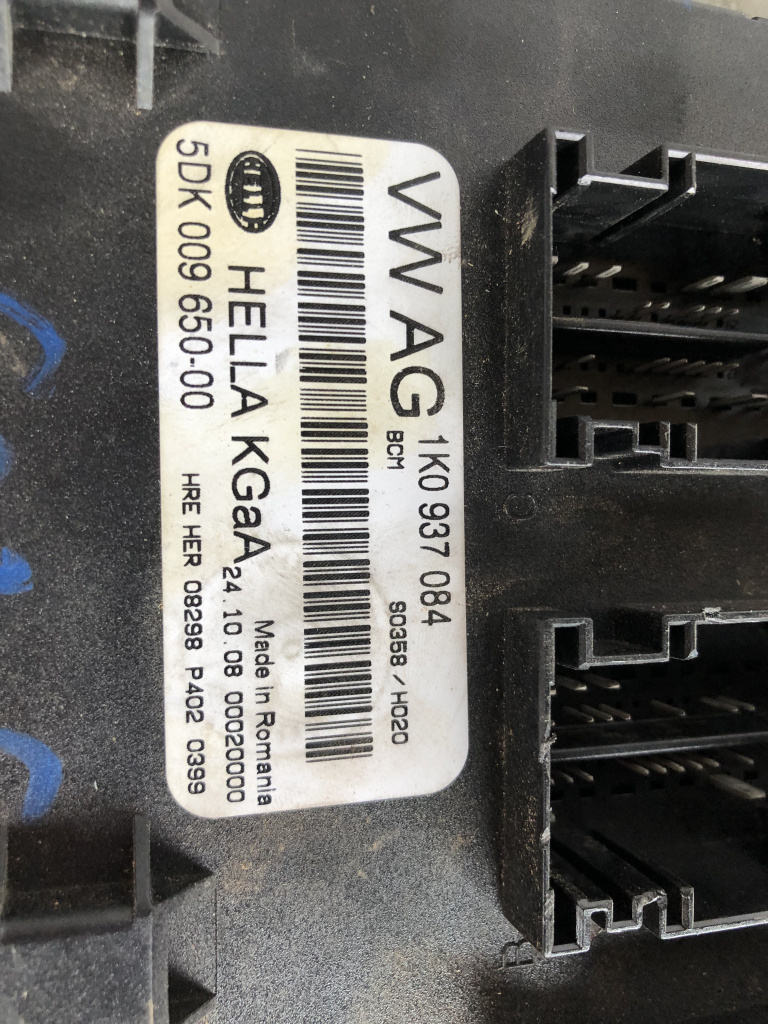 VW AG 1K0 937 084
BCM S0358 / H020
HELLA
HELLA KGaA Made in Romania
24.10.08 00020000
5DK 009 650-00 HRE HER 08298 P402 0399
C
B